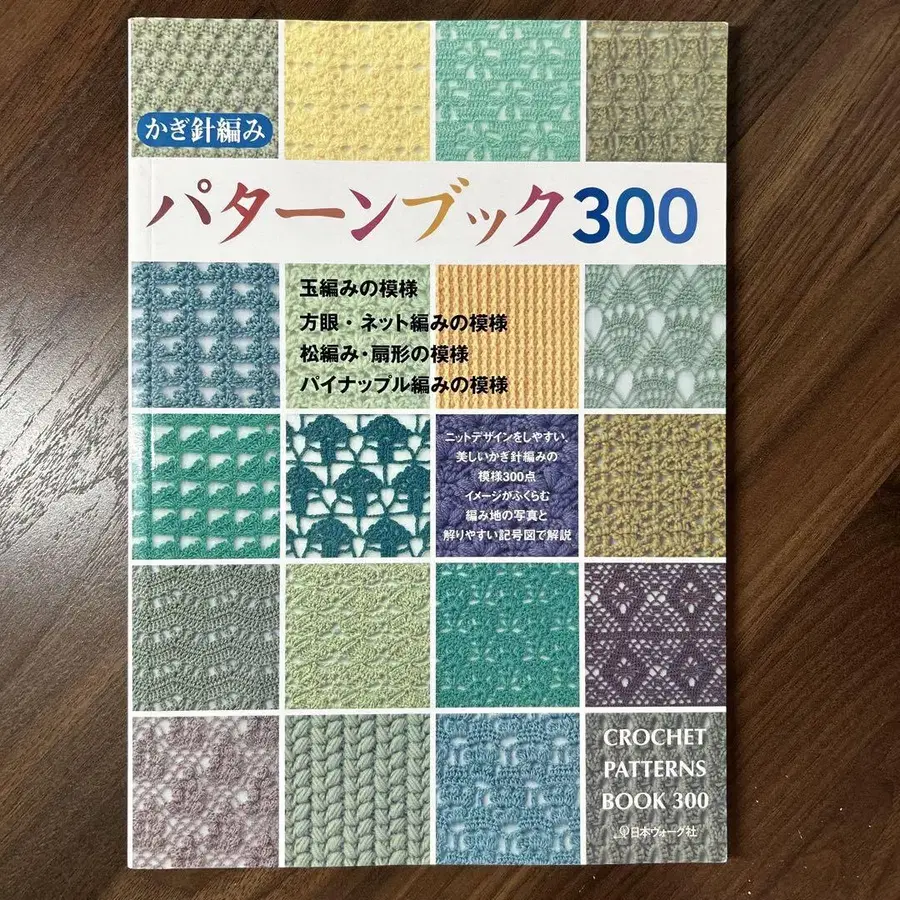 かぎ針編み
パターンブック300
玉編みの模様
方眼・ネット編みの模様
松編み・扇形の模様
パイナップル編みの模様
ニットデザインをしやすい、
美しいかぎ針編みの
模様300点
イメージがふくらむ
編み地の写真と
解りやすい記号図で解説
CROCHET
PATTERNS
BOOK 300
日本ヴォーグ社